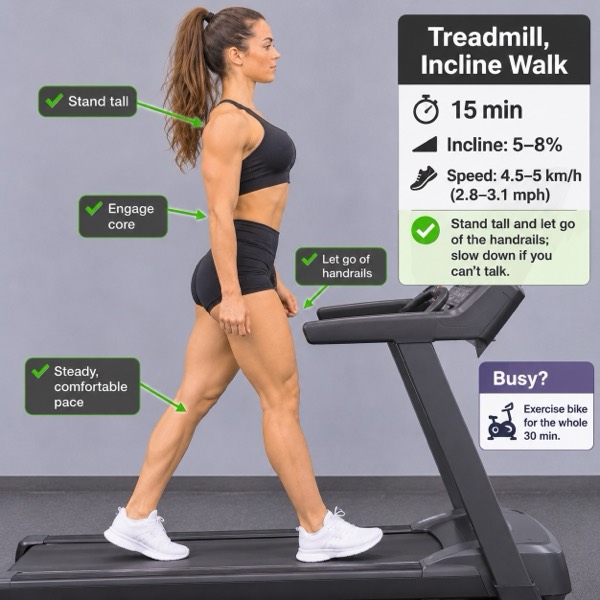 Treadmill,
Incline Walk
15 min
Incline: 5–8%
Speed: 4.5–5 km/h
(2.8–3.1 mph)
Stand tall and let go
of the handrails;
slow down if you
can't talk.
Stand tall
Engage
core
Let go of
handrails
Steady,
comfortable
pace
Busy?
Exercise bike
for the whole
30 min.